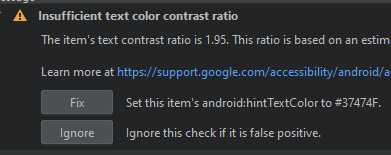 Insufficient text color contrast ratio
The item's text contrast ratio is 1.95. This ratio is based on an estim
Learn more at https://support.google.com/accessibility/android/a
Fix Set this item's android:hintTextColor to #37474F.
Ignore Ignore this check if it is false positive.